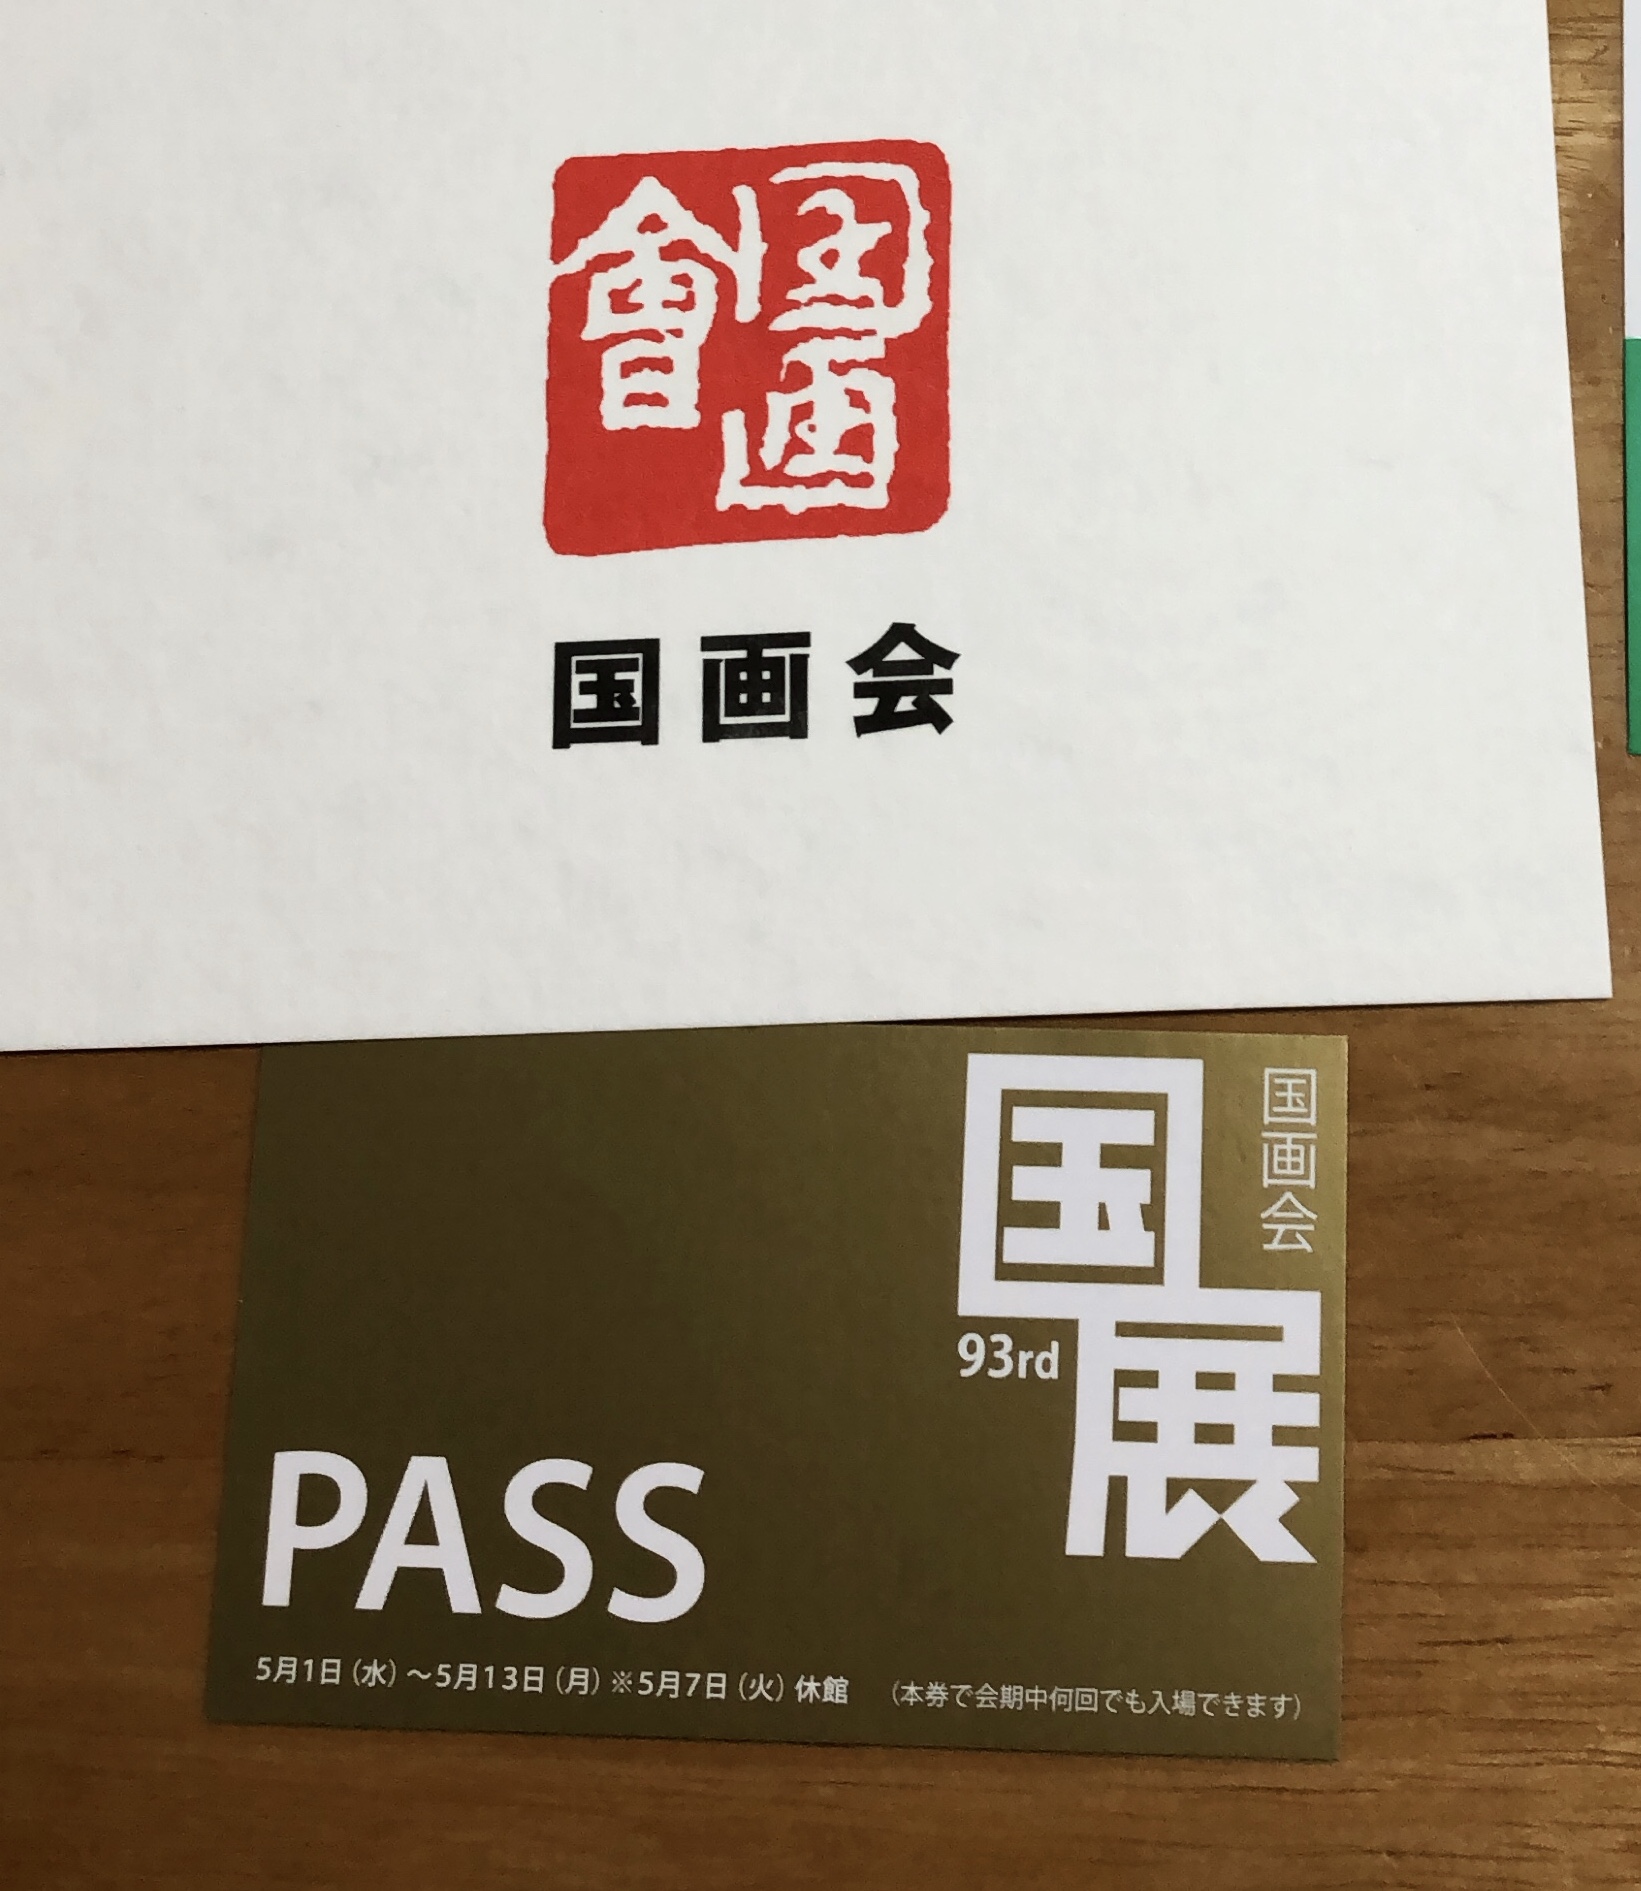 国画會
国画会
国画会
国展
93rd
PASS
5月1日(水)～5月13日(月)※5月7日(火)休館 (本券で会期中何回でも入場できます)